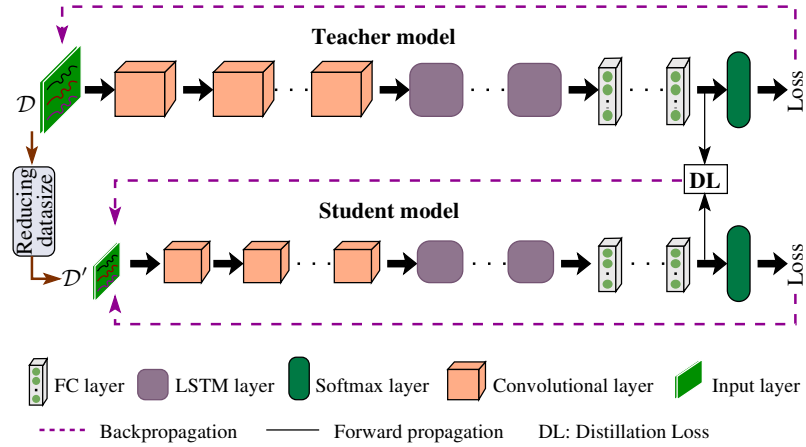 Teacher model
𝒟
Loss
Reducing
datasize
DL
Student model
𝒟′
Loss
FC layer
LSTM layer
Softmax layer
Convolutional layer
Input layer
Backpropagation
Forward propagation
DL: Distillation Loss